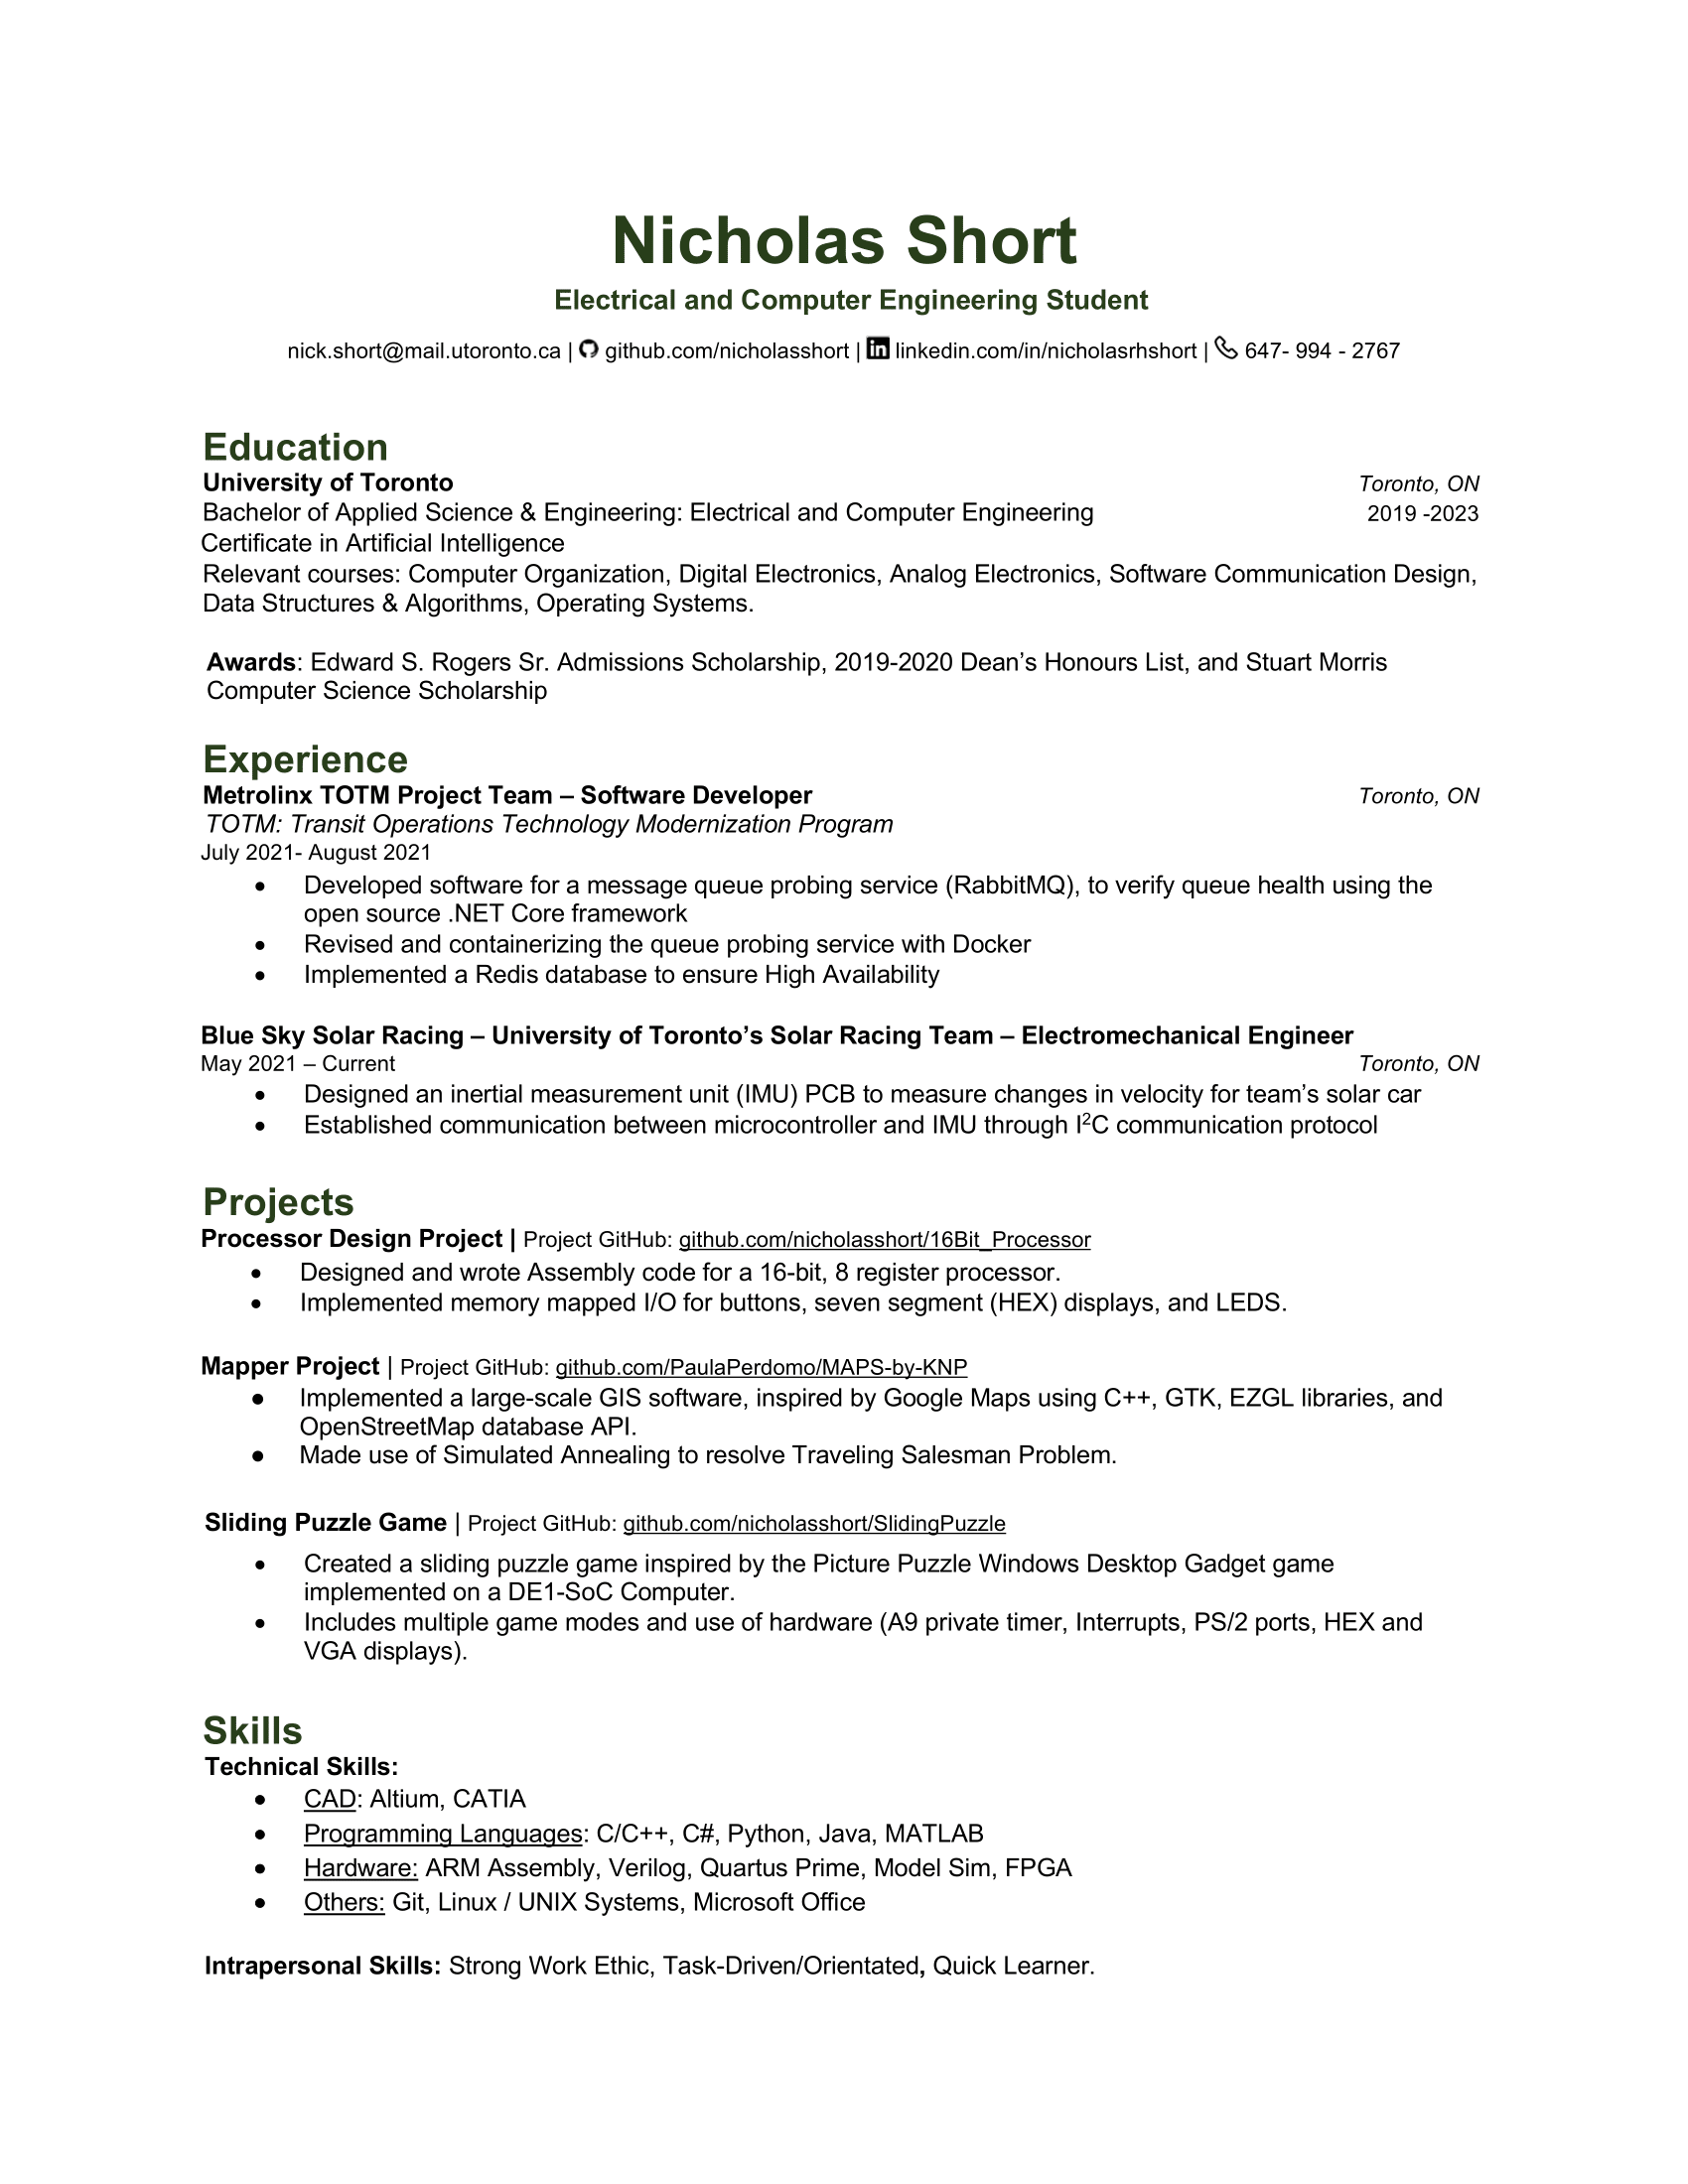 Nicholas Short
Electrical and Computer Engineering Student
nick.short@mail.utoronto.ca | github.com/nicholasshort | linkedin.com/in/nicholasrhshort | 647- 994 - 2767
Education
University of Toronto Toronto, ON
Bachelor of Applied Science & Engineering: Electrical and Computer Engineering 2019 -2023
Certificate in Artificial Intelligence
Relevant courses: Computer Organization, Digital Electronics, Analog Electronics, Software Communication Design,
Data Structures & Algorithms, Operating Systems.
Awards: Edward S. Rogers Sr. Admissions Scholarship, 2019-2020 Dean’s Honours List, and Stuart Morris
Computer Science Scholarship
Experience
Metrolinx TOTM Project Team – Software Developer Toronto, ON
TOTM: Transit Operations Technology Modernization Program
July 2021- August 2021
• Developed software for a message queue probing service (RabbitMQ), to verify queue health using the
open source .NET Core framework
• Revised and containerizing the queue probing service with Docker
• Implemented a Redis database to ensure High Availability
Blue Sky Solar Racing – University of Toronto’s Solar Racing Team – Electromechanical Engineer
May 2021 – Current Toronto, ON
• Designed an inertial measurement unit (IMU) PCB to measure changes in velocity for team’s solar car
• Established communication between microcontroller and IMU through I²C communication protocol
Projects
Processor Design Project | Project GitHub: github.com/nicholasshort/16Bit_Processor
• Designed and wrote Assembly code for a 16-bit, 8 register processor.
• Implemented memory mapped I/O for buttons, seven segment (HEX) displays, and LEDS.
Mapper Project | Project GitHub: github.com/PaulaPerdomo/MAPS-by-KNP
• Implemented a large-scale GIS software, inspired by Google Maps using C++, GTK, EZGL libraries, and
OpenStreetMap database API.
• Made use of Simulated Annealing to resolve Traveling Salesman Problem.
Sliding Puzzle Game | Project GitHub: github.com/nicholasshort/SlidingPuzzle
• Created a sliding puzzle game inspired by the Picture Puzzle Windows Desktop Gadget game
implemented on a DE1-SoC Computer.
• Includes multiple game modes and use of hardware (A9 private timer, Interrupts, PS/2 ports, HEX and
VGA displays).
Skills
Technical Skills:
• CAD: Altium, CATIA
• Programming Languages: C/C++, C#, Python, Java, MATLAB
• Hardware: ARM Assembly, Verilog, Quartus Prime, Model Sim, FPGA
• Others: Git, Linux / UNIX Systems, Microsoft Office
Intrapersonal Skills: Strong Work Ethic, Task-Driven/Orientated, Quick Learner.